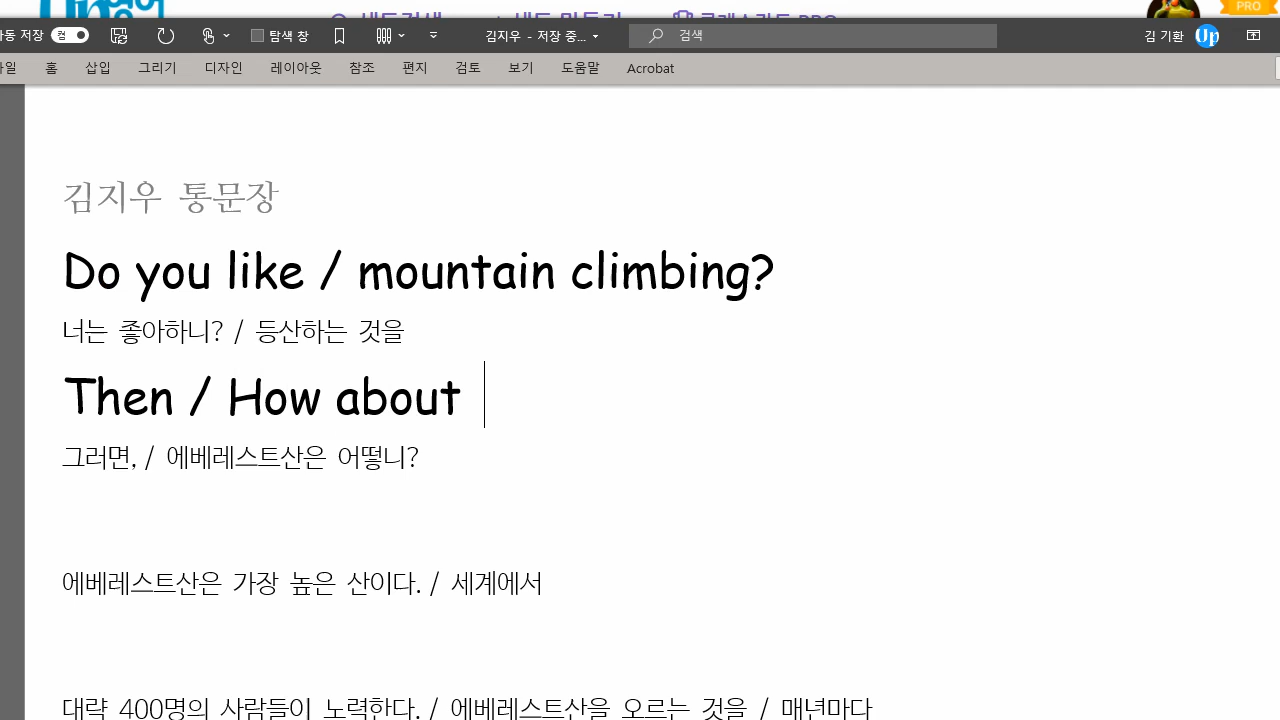 자동 저장 컴 탐색 창 김지우 - 저장 중... 검색 김 기환 Up PRO
파일 홈 삽입 그리기 디자인 레이아웃 참조 편지 검토 보기 도움말 Acrobat
김지우 통문장
Do you like / mountain climbing?
너는 좋아하니? / 등산하는 것을
Then / How about
그러면, / 에베레스트산은 어떻니?
에베레스트산은 가장 높은 산이다. / 세계에서
대략 400명의 사람들이 노력한다. / 에베레스트산을 오르는 것을 / 매년마다